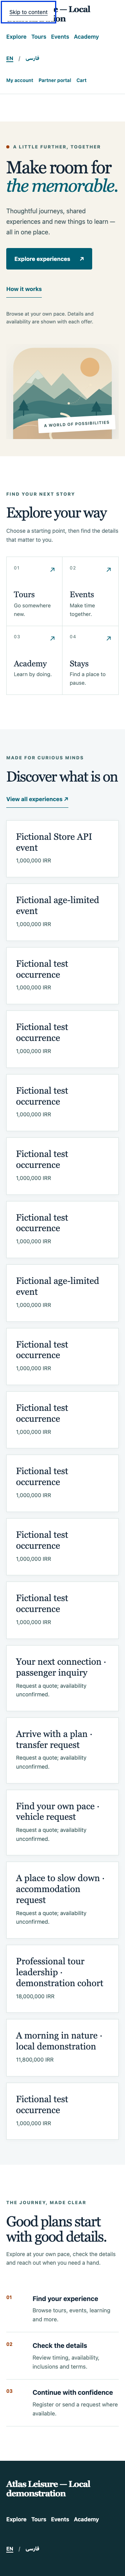 Skip to content
e — Local
ion
Explore Tours Events Academy
EN / فارسی
My account Partner portal Cart
A LITTLE FURTHER, TOGETHER
Make room for
the memorable.
Thoughtful journeys, shared
experiences and new things to learn —
all in one place.
Explore experiences ↗
How it works
Browse at your own pace. Details and
availability are shown with each offer.
A WORLD OF POSSIBILITIES
FIND YOUR NEXT STORY
Explore your way
Choose a starting point, then find the details
that matter to you.
01 ↗
Tours
Go somewhere
new.
02 ↗
Events
Make time
together.
03 ↗
Academy
Learn by doing.
04 ↗
Stays
Find a place to
pause.
MADE FOR CURIOUS MINDS
Discover what is on
View all experiences ↗
Fictional Store API
event
1,000,000 IRR
Fictional age-limited
event
1,000,000 IRR
Fictional test
occurrence
1,000,000 IRR
Fictional test
occurrence
1,000,000 IRR
Fictional test
occurrence
1,000,000 IRR
Fictional test
occurrence
1,000,000 IRR
Fictional test
occurrence
1,000,000 IRR
Fictional age-limited
event
1,000,000 IRR
Fictional test
occurrence
1,000,000 IRR
Fictional test
occurrence
1,000,000 IRR
Fictional test
occurrence
1,000,000 IRR
Fictional test
occurrence
1,000,000 IRR
Fictional test
occurrence
1,000,000 IRR
Your next connection ·
passenger inquiry
Request a quote; availability
unconfirmed.
Arrive with a plan ·
transfer request
Request a quote; availability
unconfirmed.
Find your own pace ·
vehicle request
Request a quote; availability
unconfirmed.
A place to slow down ·
accommodation
request
Request a quote; availability
unconfirmed.
Professional tour
leadership ·
demonstration cohort
18,000,000 IRR
A morning in nature ·
local demonstration
11,800,000 IRR
Fictional test
occurrence
1,000,000 IRR
THE JOURNEY, MADE CLEAR
Good plans start
with good details.
Explore at your own pace, check the details
and reach out when you need a hand.
01 Find your experience
Browse tours, events, learning
and more.
02 Check the details
Review timing, availability,
inclusions and terms.
03 Continue with confidence
Register or send a request where
available.
Atlas Leisure — Local
demonstration
Explore Tours Events Academy
EN / فارسی